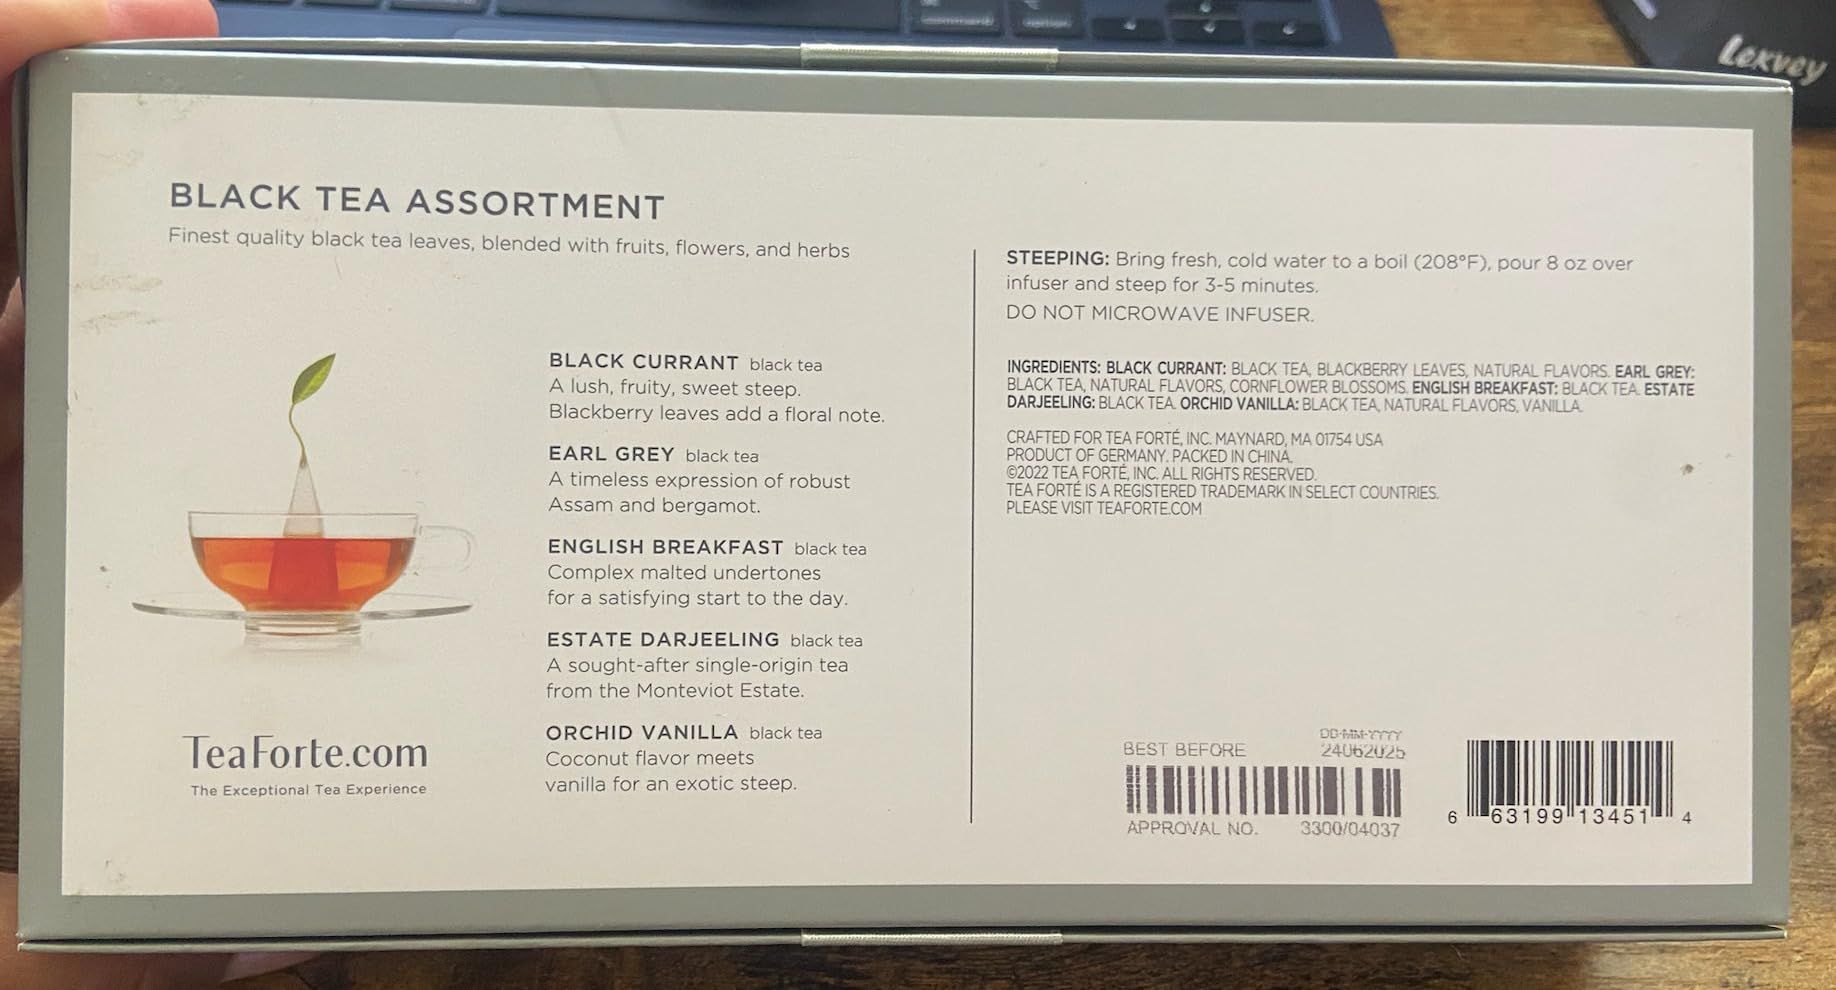 command
option
Lexvey
BLACK TEA ASSORTMENT
Finest quality black tea leaves, blended with fruits, flowers, and herbs
BLACK CURRANT black tea
A lush, fruity, sweet steep.
Blackberry leaves add a floral note.
EARL GREY black tea
A timeless expression of robust
Assam and bergamot.
ENGLISH BREAKFAST black tea
Complex malted undertones
for a satisfying start to the day.
ESTATE DARJEELING black tea
A sought-after single-origin tea
from the Monteviot Estate.
ORCHID VANILLA black tea
Coconut flavor meets
vanilla for an exotic steep.
TeaForte.com
The Exceptional Tea Experience
STEEPING: Bring fresh, cold water to a boil (208°F), pour 8 oz over
infuser and steep for 3-5 minutes.
DO NOT MICROWAVE INFUSER.
INGREDIENTS: BLACK CURRANT: BLACK TEA, BLACKBERRY LEAVES, NATURAL FLAVORS. EARL GREY:
BLACK TEA, NATURAL FLAVORS, CORNFLOWER BLOSSOMS. ENGLISH BREAKFAST: BLACK TEA. ESTATE
DARJEELING: BLACK TEA. ORCHID VANILLA: BLACK TEA, NATURAL FLAVORS, VANILLA.
CRAFTED FOR TEA FORTÉ, INC. MAYNARD, MA 01754 USA
PRODUCT OF GERMANY. PACKED IN CHINA.
©2022 TEA FORTÉ, INC. ALL RIGHTS RESERVED.
TEA FORTÉ IS A REGISTERED TRADEMARK IN SELECT COUNTRIES.
PLEASE VISIT TEAFORTE.COM
DD-MM-YYYY
BEST BEFORE 24062025
APPROVAL NO. 3300/04037
6 63199 13451 4